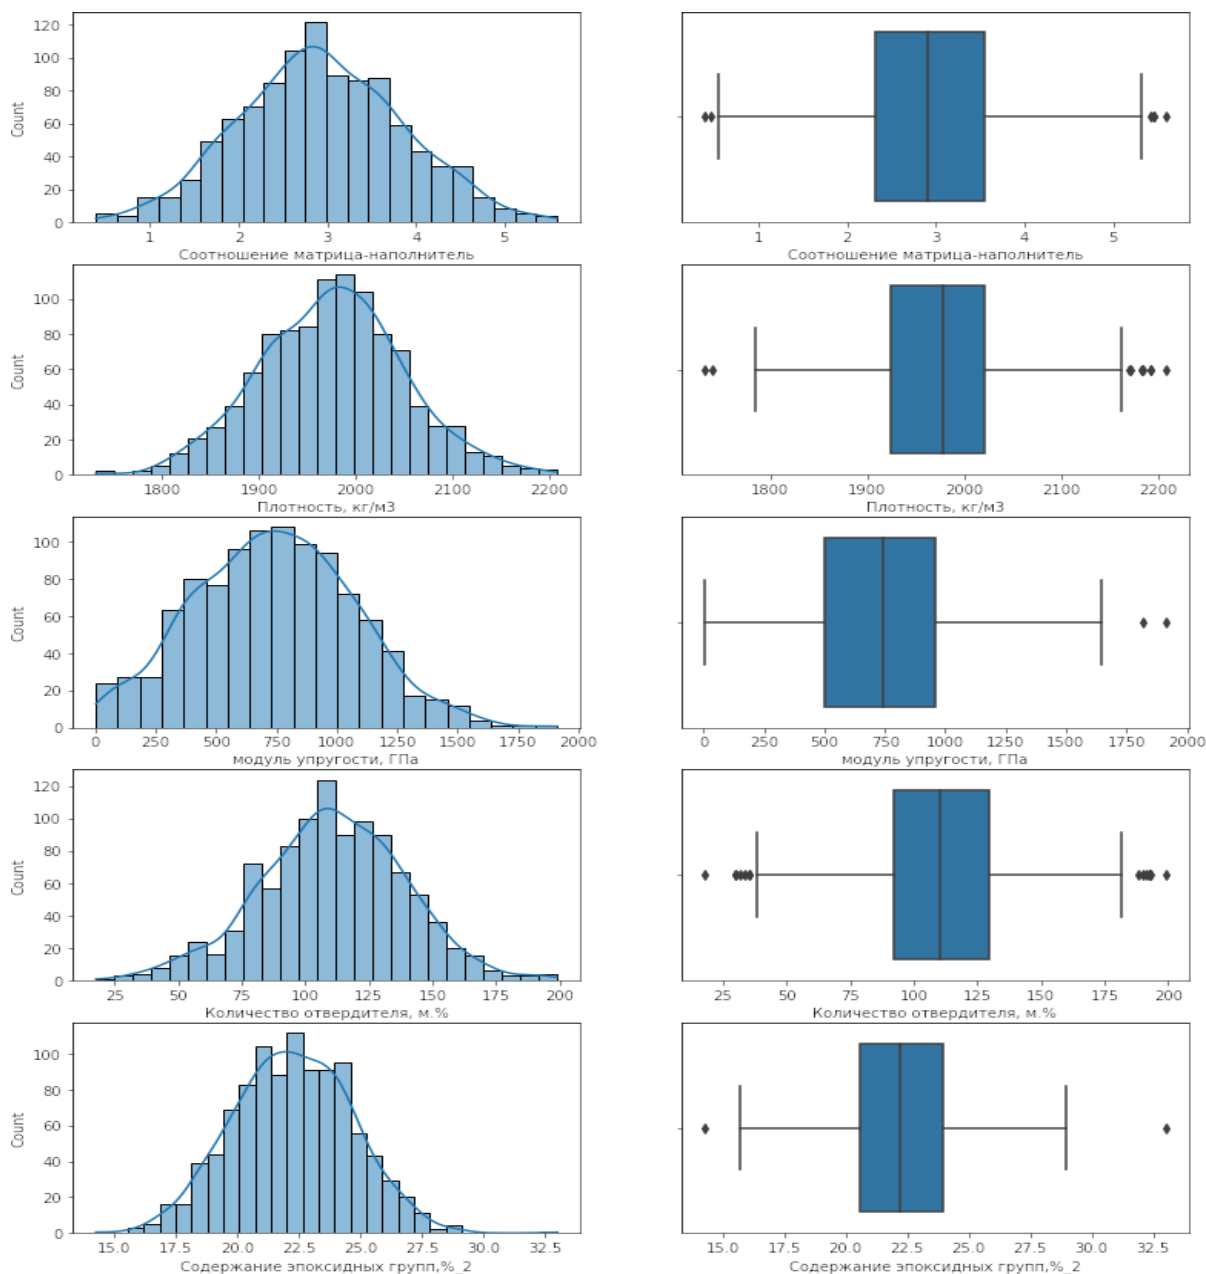 120
100
80
60
40
20
0
Count
1 2 3 4 5
Соотношение матрица-наполнитель
1 2 3 4 5
Соотношение матрица-наполнитель
100
80
60
40
20
0
Count
1800 1900 2000 2100 2200
Плотность, кг/м3
1800 1900 2000 2100 2200
Плотность, кг/м3
100
80
60
40
20
0
Count
0 250 500 750 1000 1250 1500 1750 2000
модуль упругости, ГПа
0 250 500 750 1000 1250 1500 1750 2000
модуль упругости, ГПа
120
100
80
60
40
20
0
Count
25 50 75 100 125 150 175 200
Количество отвердителя, м.%
25 50 75 100 125 150 175 200
Количество отвердителя, м.%
100
80
60
40
20
0
Count
15.0 17.5 20.0 22.5 25.0 27.5 30.0 32.5
Содержание эпоксидных групп,%_2
15.0 17.5 20.0 22.5 25.0 27.5 30.0 32.5
Содержание эпоксидных групп,%_2